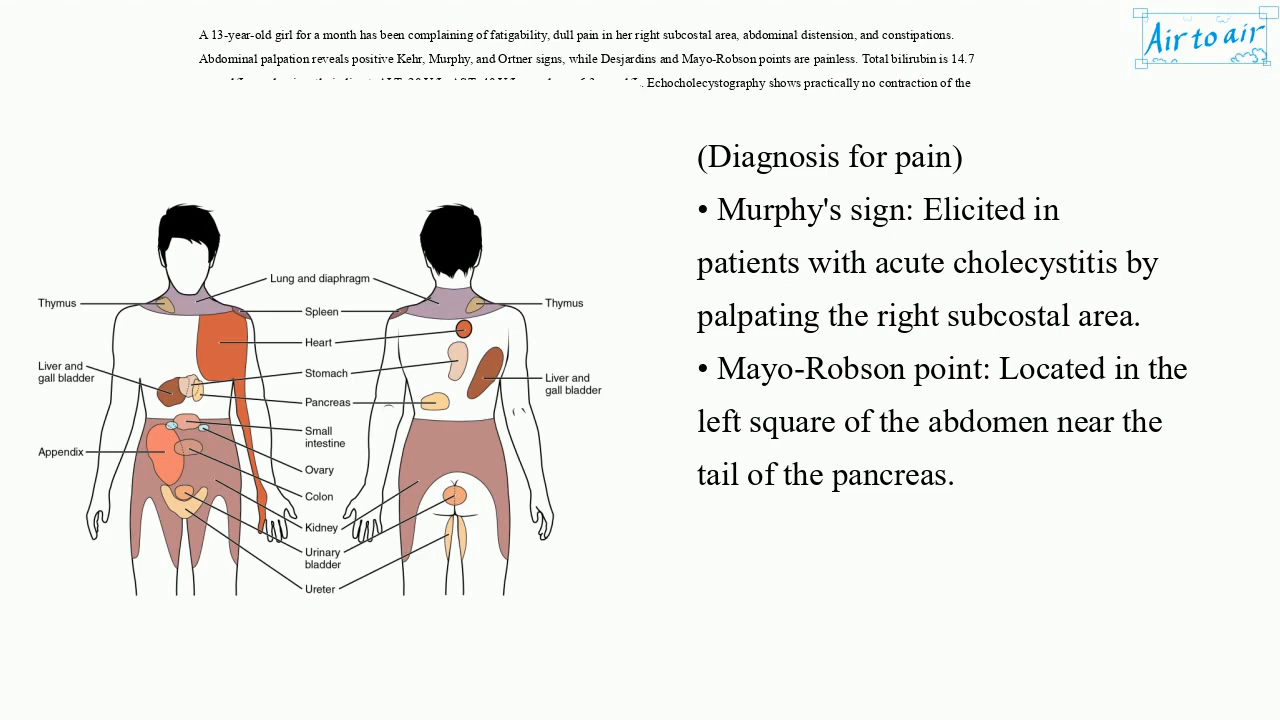 A 13-year-old girl for a month has been complaining of fatigability, dull pain in her right subcostal area, abdominal distension, and constipations.
Abdominal palpation reveals positive Kehr, Murphy, and Ortner signs, while Desjardins and Mayo-Robson points are painless. Total bilirubin is 14.7
. Echocholecystography shows practically no contraction of the
Air to air
(Diagnosis for pain)
• Murphy's sign: Elicited in
patients with acute cholecystitis by
palpating the right subcostal area.
• Mayo-Robson point: Located in the
left square of the abdomen near the
tail of the pancreas.
Lung and diaphragm
Thymus
Spleen
Thymus
Heart
Liver and
gall bladder
Stomach
Liver and
gall bladder
Pancreas
Small
intestine
Appendix
Ovary
Colon
Kidney
Urinary
bladder
Ureter